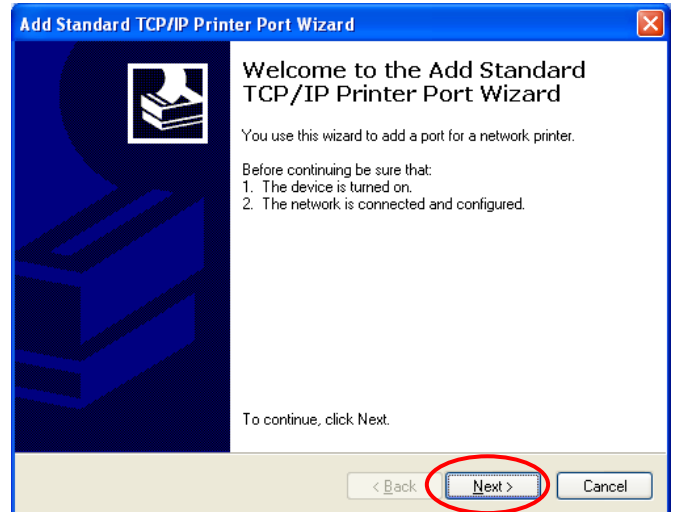 Add Standard TCP/IP Printer Port Wizard
Welcome to the Add Standard
TCP/IP Printer Port Wizard
You use this wizard to add a port for a network printer.
Before continuing be sure that:
1. The device is turned on.
2. The network is connected and configured.
To continue, click Next.
< Back Next > Cancel